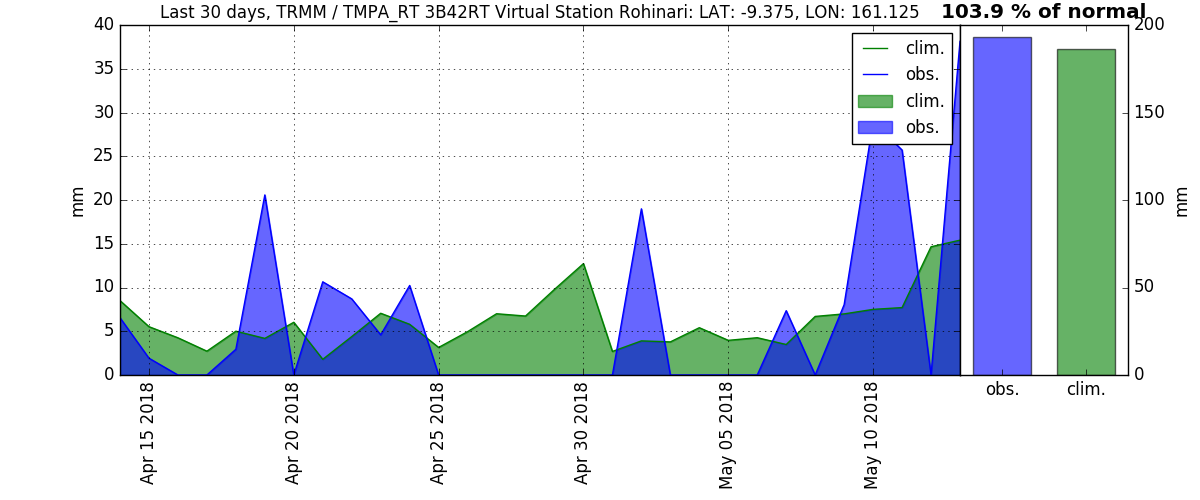 Last 30 days, TRMM / TMPA_RT 3B42RT Virtual Station Rohinari: LAT: -9.375, LON: 161.125
103.9 % of normal
40
35
30
25
20
15
10
5
0
mm
clim.
obs.
clim.
obs.
200
150
100
50
0
mm
Apr 15 2018
Apr 20 2018
Apr 25 2018
Apr 30 2018
May 05 2018
May 10 2018
obs.
clim.